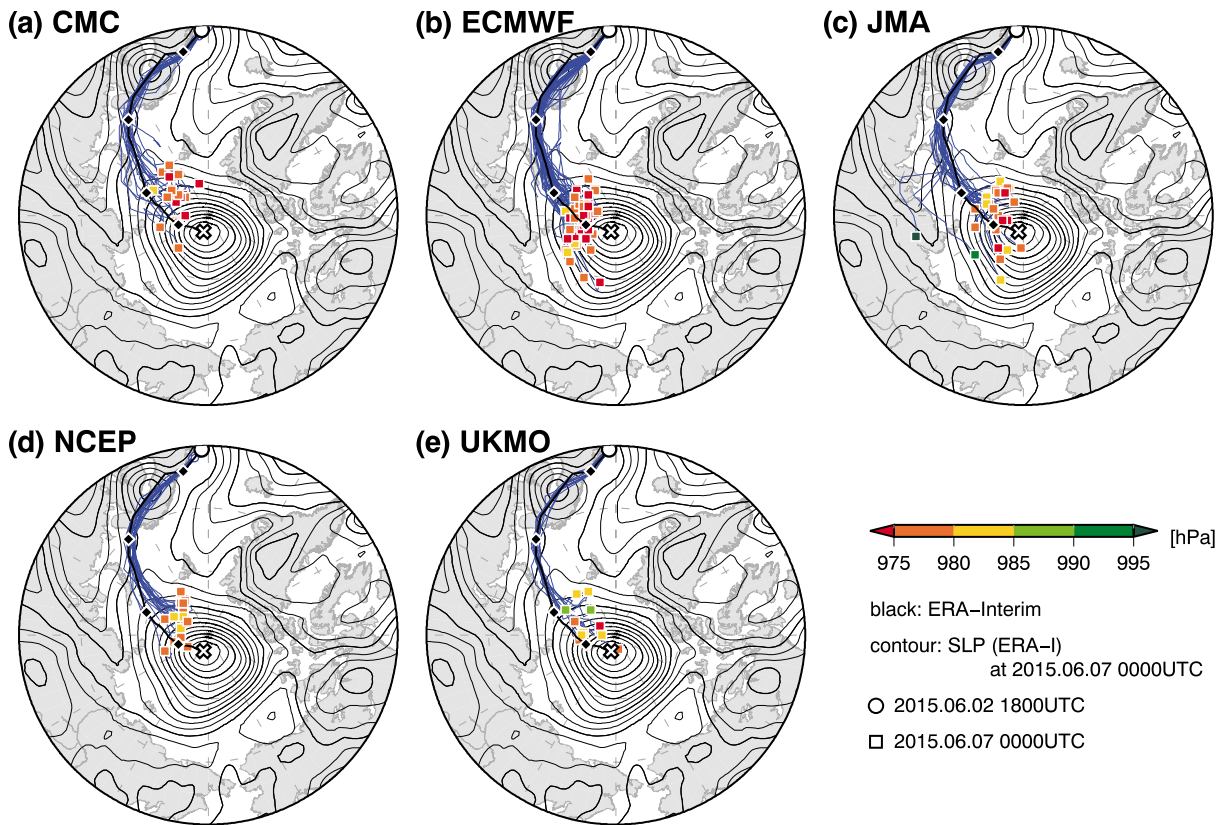 (a) CMC
(b) ECMWF
(c) JMA
(d) NCEP
(e) UKMO
[hPa]
975 980 985 990 995
black: ERA−Interim
contour: SLP (ERA−I)
at 2015.06.07 0000UTC
2015.06.02 1800UTC
2015.06.07 0000UTC